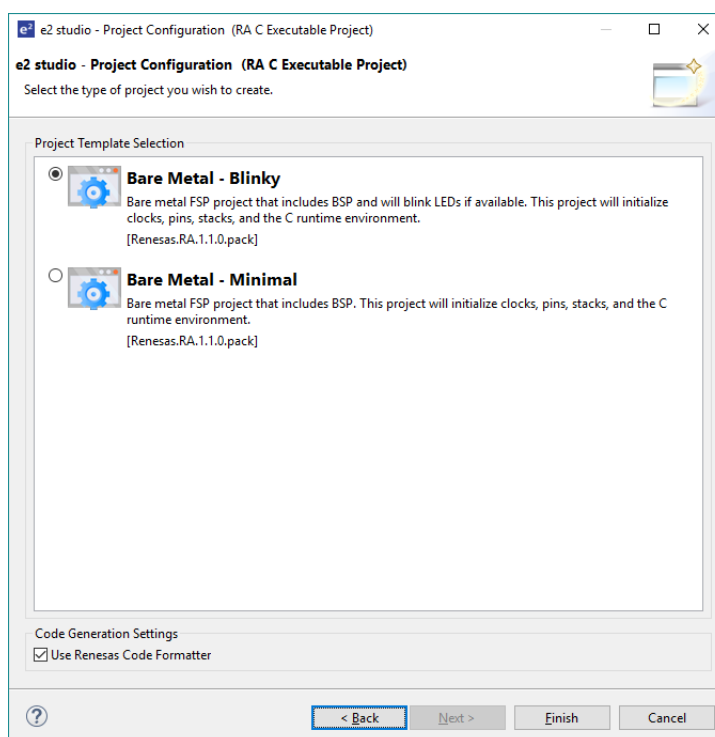 e² e2 studio - Project Configuration (RA C Executable Project)
e2 studio - Project Configuration (RA C Executable Project)
Select the type of project you wish to create.
Project Template Selection
Bare Metal - Blinky
Bare metal FSP project that includes BSP and will blink LEDs if available. This project will initialize
clocks, pins, stacks, and the C runtime environment.
[Renesas.RA.1.1.0.pack]
Bare Metal - Minimal
Bare metal FSP project that includes BSP. This project will initialize clocks, pins, stacks, and the C
runtime environment.
[Renesas.RA.1.1.0.pack]
Code Generation Settings
Use Renesas Code Formatter
? < Back Next > Finish Cancel